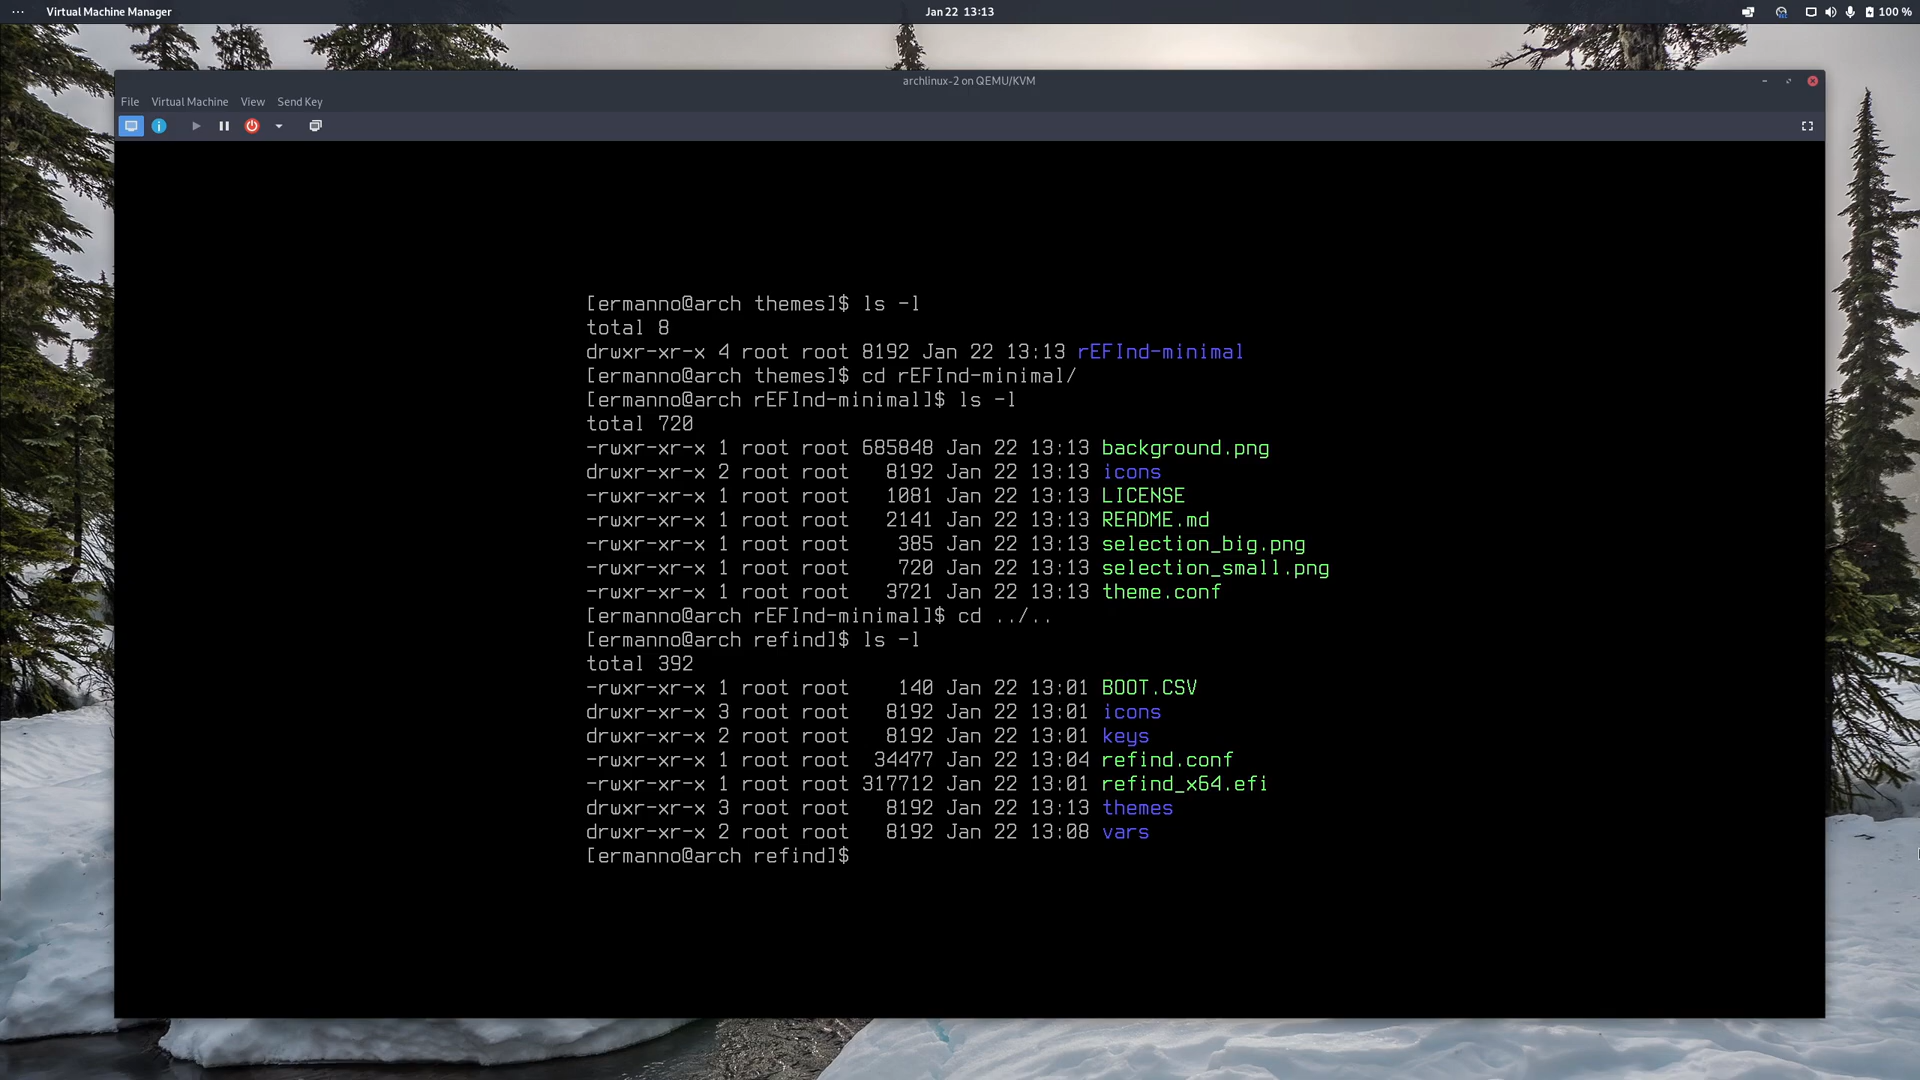 Virtual Machine Manager
Jan 22 13:13
100 %
archlinux-2 on QEMU/KVM
File Virtual Machine View Send Key
[ermanno@arch themes]$ ls -l
total 8
drwxr-xr-x 4 root root 8192 Jan 22 13:13 rEFInd-minimal
[ermanno@arch themes]$ cd rEFInd-minimal/
[ermanno@arch rEFInd-minimal]$ ls -l
total 720
-rwxr-xr-x 1 root root 685848 Jan 22 13:13 background.png
drwxr-xr-x 2 root root   8192 Jan 22 13:13 icons
-rwxr-xr-x 1 root root   1081 Jan 22 13:13 LICENSE
-rwxr-xr-x 1 root root   2141 Jan 22 13:13 README.md
-rwxr-xr-x 1 root root    385 Jan 22 13:13 selection_big.png
-rwxr-xr-x 1 root root    720 Jan 22 13:13 selection_small.png
-rwxr-xr-x 1 root root   3721 Jan 22 13:13 theme.conf
[ermanno@arch rEFInd-minimal]$ cd ../..
[ermanno@arch refind]$ ls -l
total 392
-rwxr-xr-x 1 root root    140 Jan 22 13:01 BOOT.CSV
drwxr-xr-x 3 root root   8192 Jan 22 13:01 icons
drwxr-xr-x 2 root root   8192 Jan 22 13:01 keys
-rwxr-xr-x 1 root root  34477 Jan 22 13:04 refind.conf
-rwxr-xr-x 1 root root 317712 Jan 22 13:01 refind_x64.efi
drwxr-xr-x 3 root root   8192 Jan 22 13:13 themes
drwxr-xr-x 2 root root   8192 Jan 22 13:08 vars
[ermanno@arch refind]$